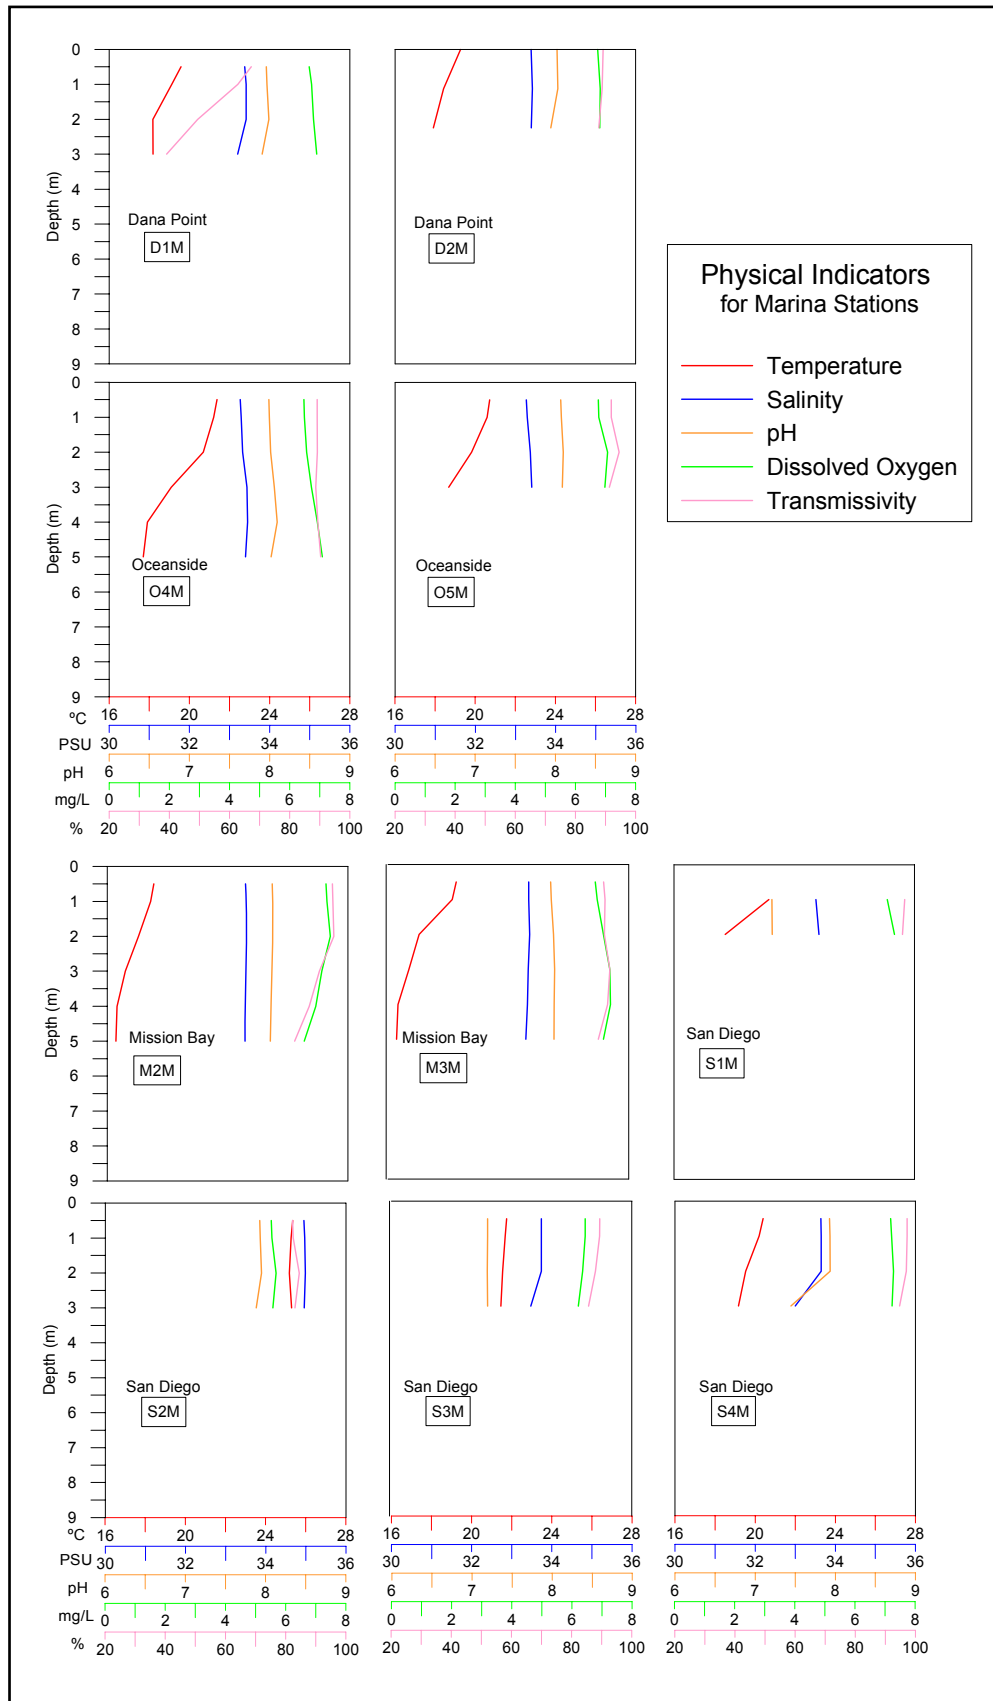 0
1
2
3
4
5
6
7
8
9
Depth (m)
Dana Point
D1M
Dana Point
D2M
Physical Indicators
for Marina Stations
Temperature
Salinity
pH
Dissolved Oxygen
Transmissivity
0
1
2
3
4
5
6
7
8
9
Depth (m)
Oceanside
O4M
Oceanside
O5M
ºC 16 20 24 28 16 20 24 28
PSU 30 32 34 36 30 32 34 36
pH 6 7 8 9 6 7 8 9
mg/L 0 2 4 6 8 0 2 4 6 8
% 20 40 60 80 100 20 40 60 80 100
0
1
2
3
4
5
6
7
8
9
Depth (m)
Mission Bay
M2M
Mission Bay
M3M
San Diego
S1M
0
1
2
3
4
5
6
7
8
9
Depth (m)
San Diego
S2M
San Diego
S3M
San Diego
S4M
ºC 16 20 24 28 16 20 24 28 16 20 24 28
PSU 30 32 34 36 30 32 34 36 30 32 34 36
pH 6 7 8 9 6 7 8 9 6 7 8 9
mg/L 0 2 4 6 8 0 2 4 6 8 0 2 4 6 8
% 20 40 60 80 100 20 40 60 80 100 20 40 60 80 100